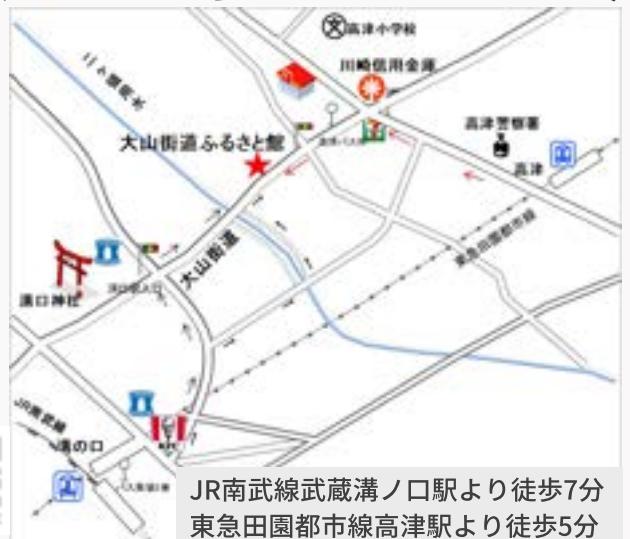 高津小学校
川崎信用金庫
二ヶ領用水
大山街道ふるさと館
高津警察署
高津
大山街道
東急田園都市線
溝口神社
JR南武線
溝の口
JR南武線武蔵溝ノ口駅より徒歩7分
東急田園都市線高津駅より徒歩5分